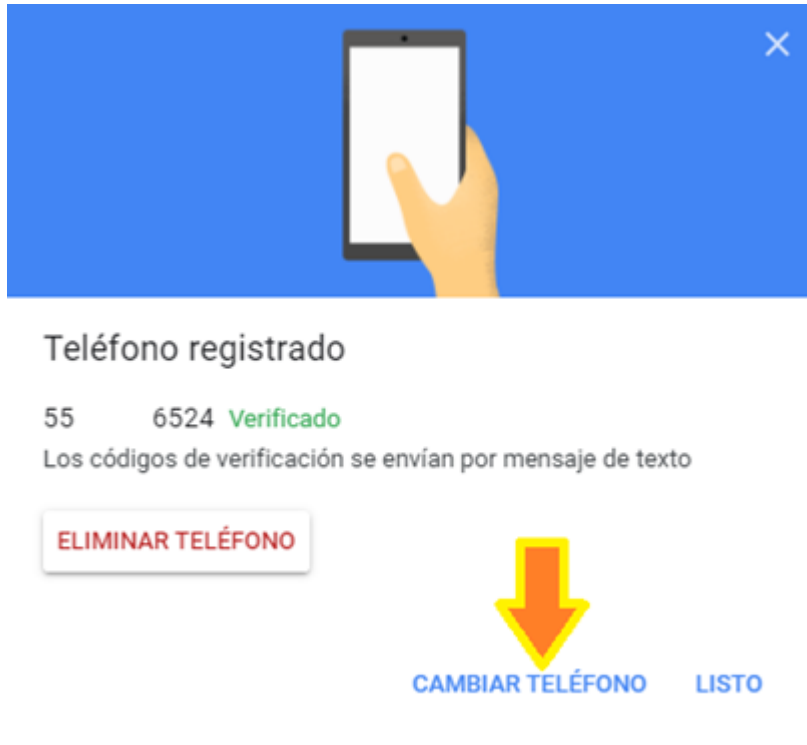 Teléfono registrado
55 6524 Verificado
Los códigos de verificación se envían por mensaje de texto
ELIMINAR TELÉFONO
CAMBIAR TELÉFONO LISTO